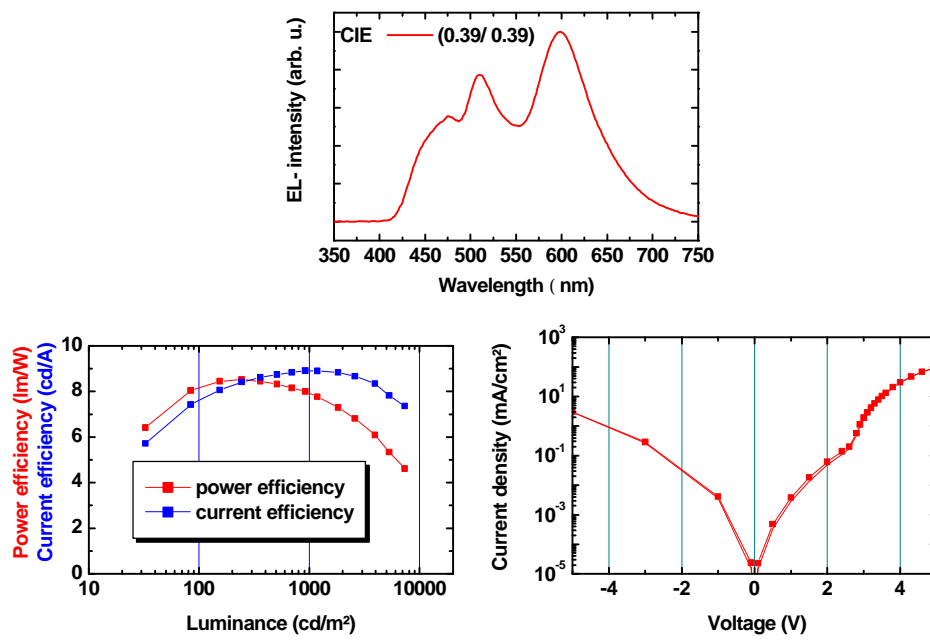 CIE (0.39/ 0.39)
EL- intensity (arb. u.)
350 400 450 500 550 600 650 700 750
Wavelength ( nm)
Power efficiency (lm/W)
Current efficiency (cd/A)
10
8
6
4
2
0
power efficiency
current efficiency
10 100 1000 10000
Luminance (cd/m²)
Current density (mA/cm²)
10³
10¹
10⁻¹
10⁻³
10⁻⁵
-4 -2 0 2 4
Voltage (V)